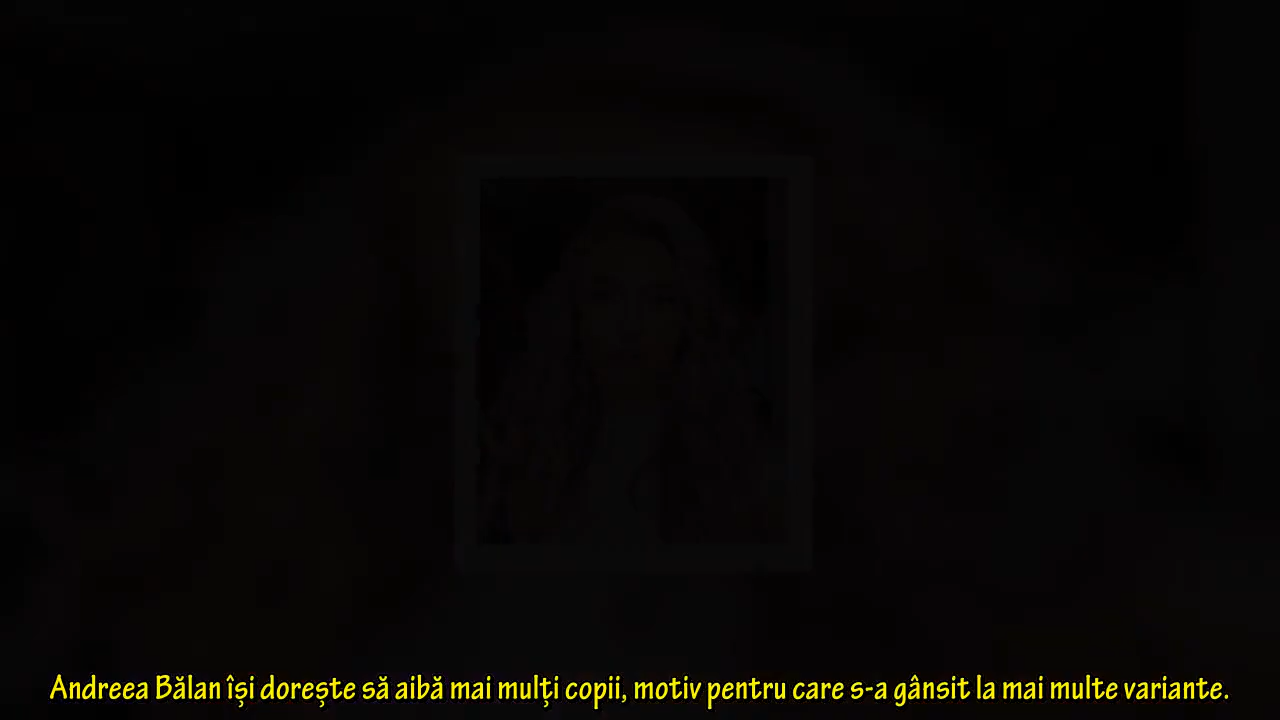 Andreea Bălan își dorește să aibă mai mulți copii, motiv pentru care s-a gânsit la mai multe variante.